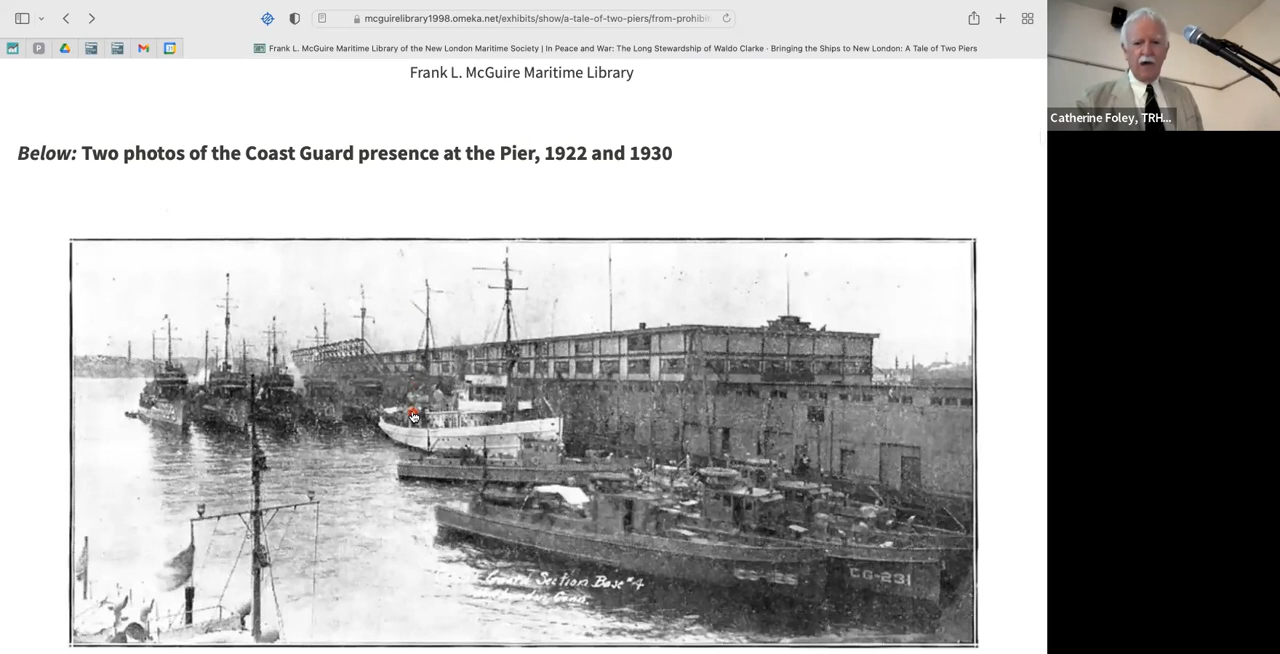 mcguirelibrary1998.omeka.net/exhibits/show/a-tale-of-two-piers/from-prohib
Frank L. McGuire Maritime Library of the New London Maritime Society | In Peace and War: The Long Stewardship of Waldo Clarke · Bringing the Ships to New London: A Tale of Two Piers
Frank L. McGuire Maritime Library
Catherine Foley, TRH...
Below: Two photos of the Coast Guard presence at the Pier, 1922 and 1930
CG-231
Guard Section Base #4
Conn.